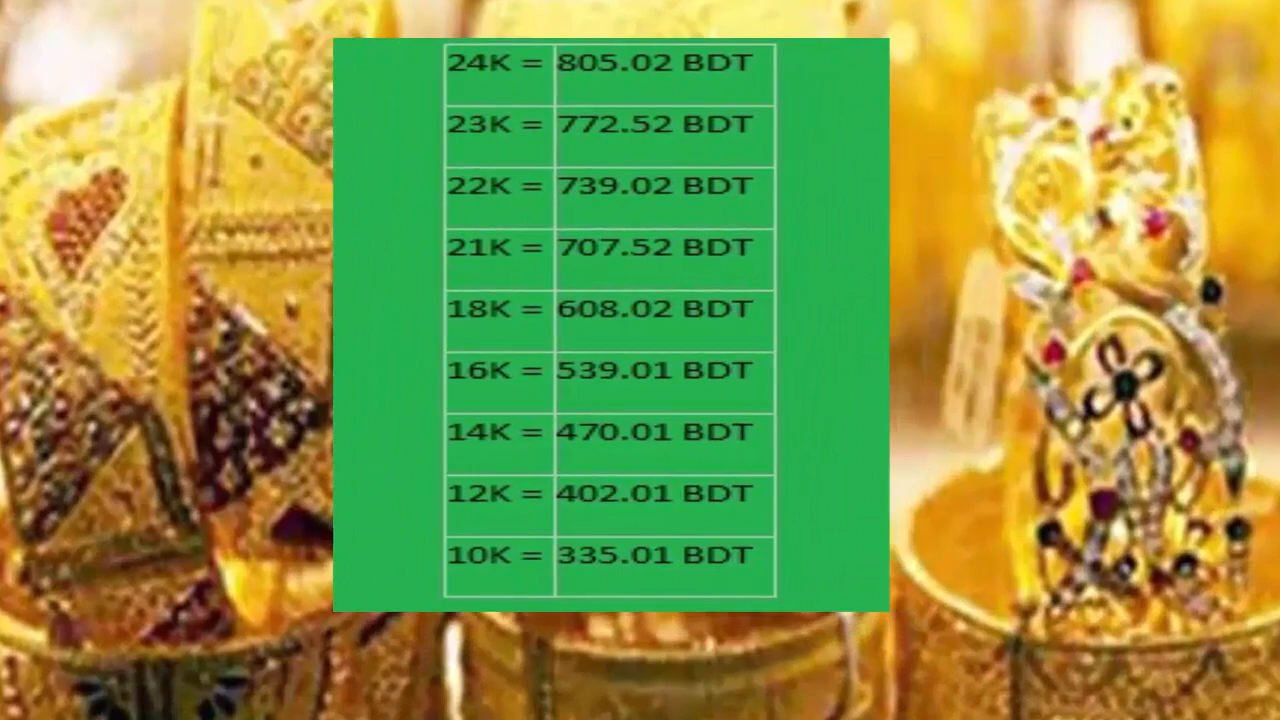 24K = 805.02 BDT
23K = 772.52 BDT
22K = 739.02 BDT
21K = 707.52 BDT
18K = 608.02 BDT
16K = 539.01 BDT
14K = 470.01 BDT
12K = 402.01 BDT
10K = 335.01 BDT